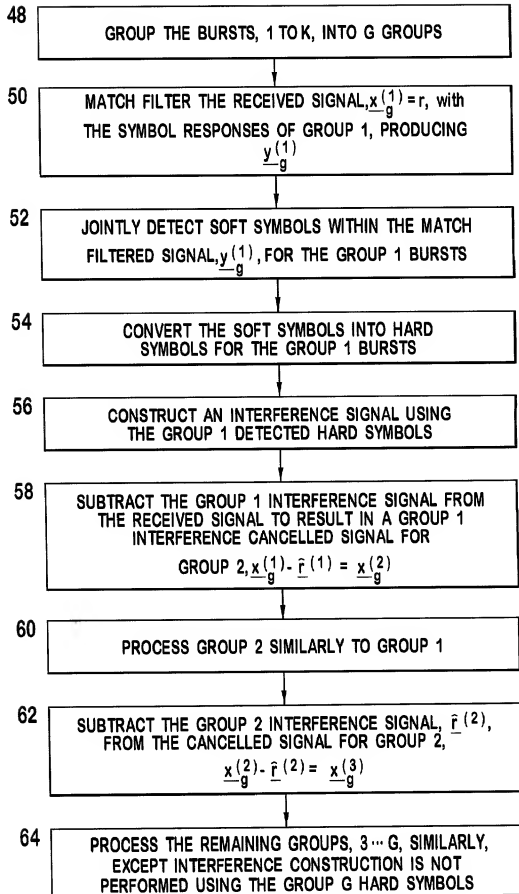 48
GROUP THE BURSTS, 1 TO K, INTO G GROUPS
50
MATCH FILTER THE RECEIVED SIGNAL, x_g^(1) = r, with
THE SYMBOL RESPONSES OF GROUP 1, PRODUCING
y_g^(1)
52
JOINTLY DETECT SOFT SYMBOLS WITHIN THE MATCH
FILTERED SIGNAL, y_g^(1), FOR THE GROUP 1 BURSTS
54
CONVERT THE SOFT SYMBOLS INTO HARD
SYMBOLS FOR THE GROUP 1 BURSTS
56
CONSTRUCT AN INTERFERENCE SIGNAL USING
THE GROUP 1 DETECTED HARD SYMBOLS
58
SUBTRACT THE GROUP 1 INTERFERENCE SIGNAL FROM
THE RECEIVED SIGNAL TO RESULT IN A GROUP 1
INTERFERENCE CANCELLED SIGNAL FOR
GROUP 2, x_g^(1) - r̂^(1) = x_g^(2)
60
PROCESS GROUP 2 SIMILARLY TO GROUP 1
62
SUBTRACT THE GROUP 2 INTERFERENCE SIGNAL, r̂^(2),
FROM THE CANCELLED SIGNAL FOR GROUP 2,
x_g^(2) - r̂^(2) = x_g^(3)
64
PROCESS THE REMAINING GROUPS, 3 ··· G, SIMILARLY,
EXCEPT INTERFERENCE CONSTRUCTION IS NOT
PERFORMED USING THE GROUP G HARD SYMBOLS